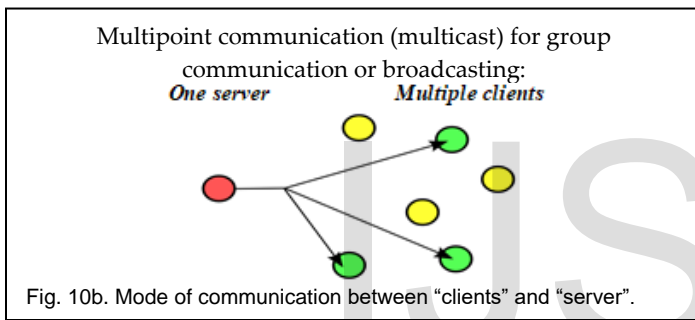 Multipoint communication (multicast) for group
communication or broadcasting:
One server Multiple clients
IJS
Fig. 10b. Mode of communication between “clients” and “server”.